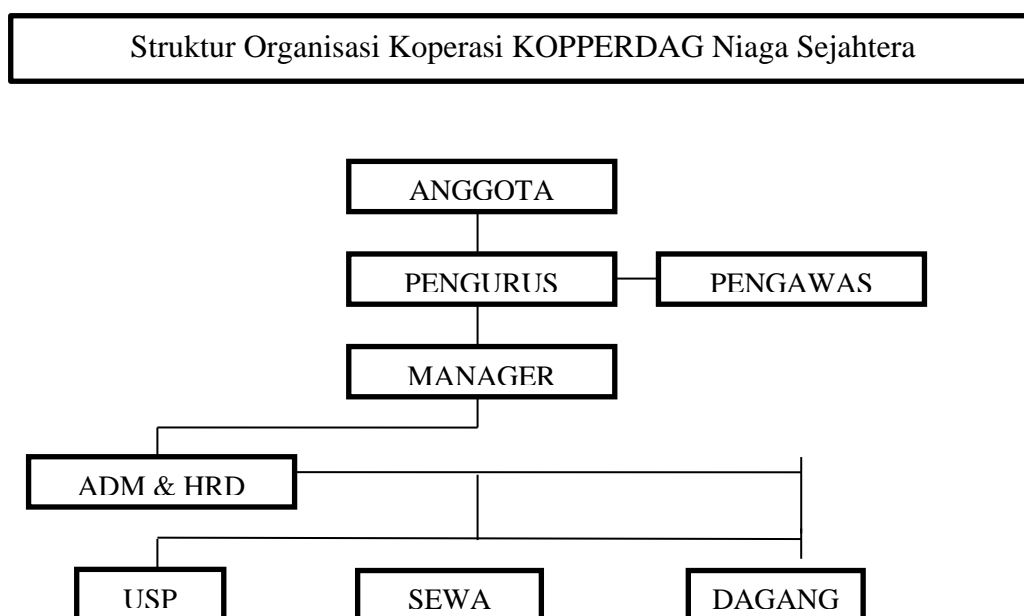 Struktur Organisasi Koperasi KOPPERDAG Niaga Sejahtera
ANGGOTA
PENGURUS
PENGAWAS
MANAGER
ADM & HRD
USP
SEWA
DAGANG